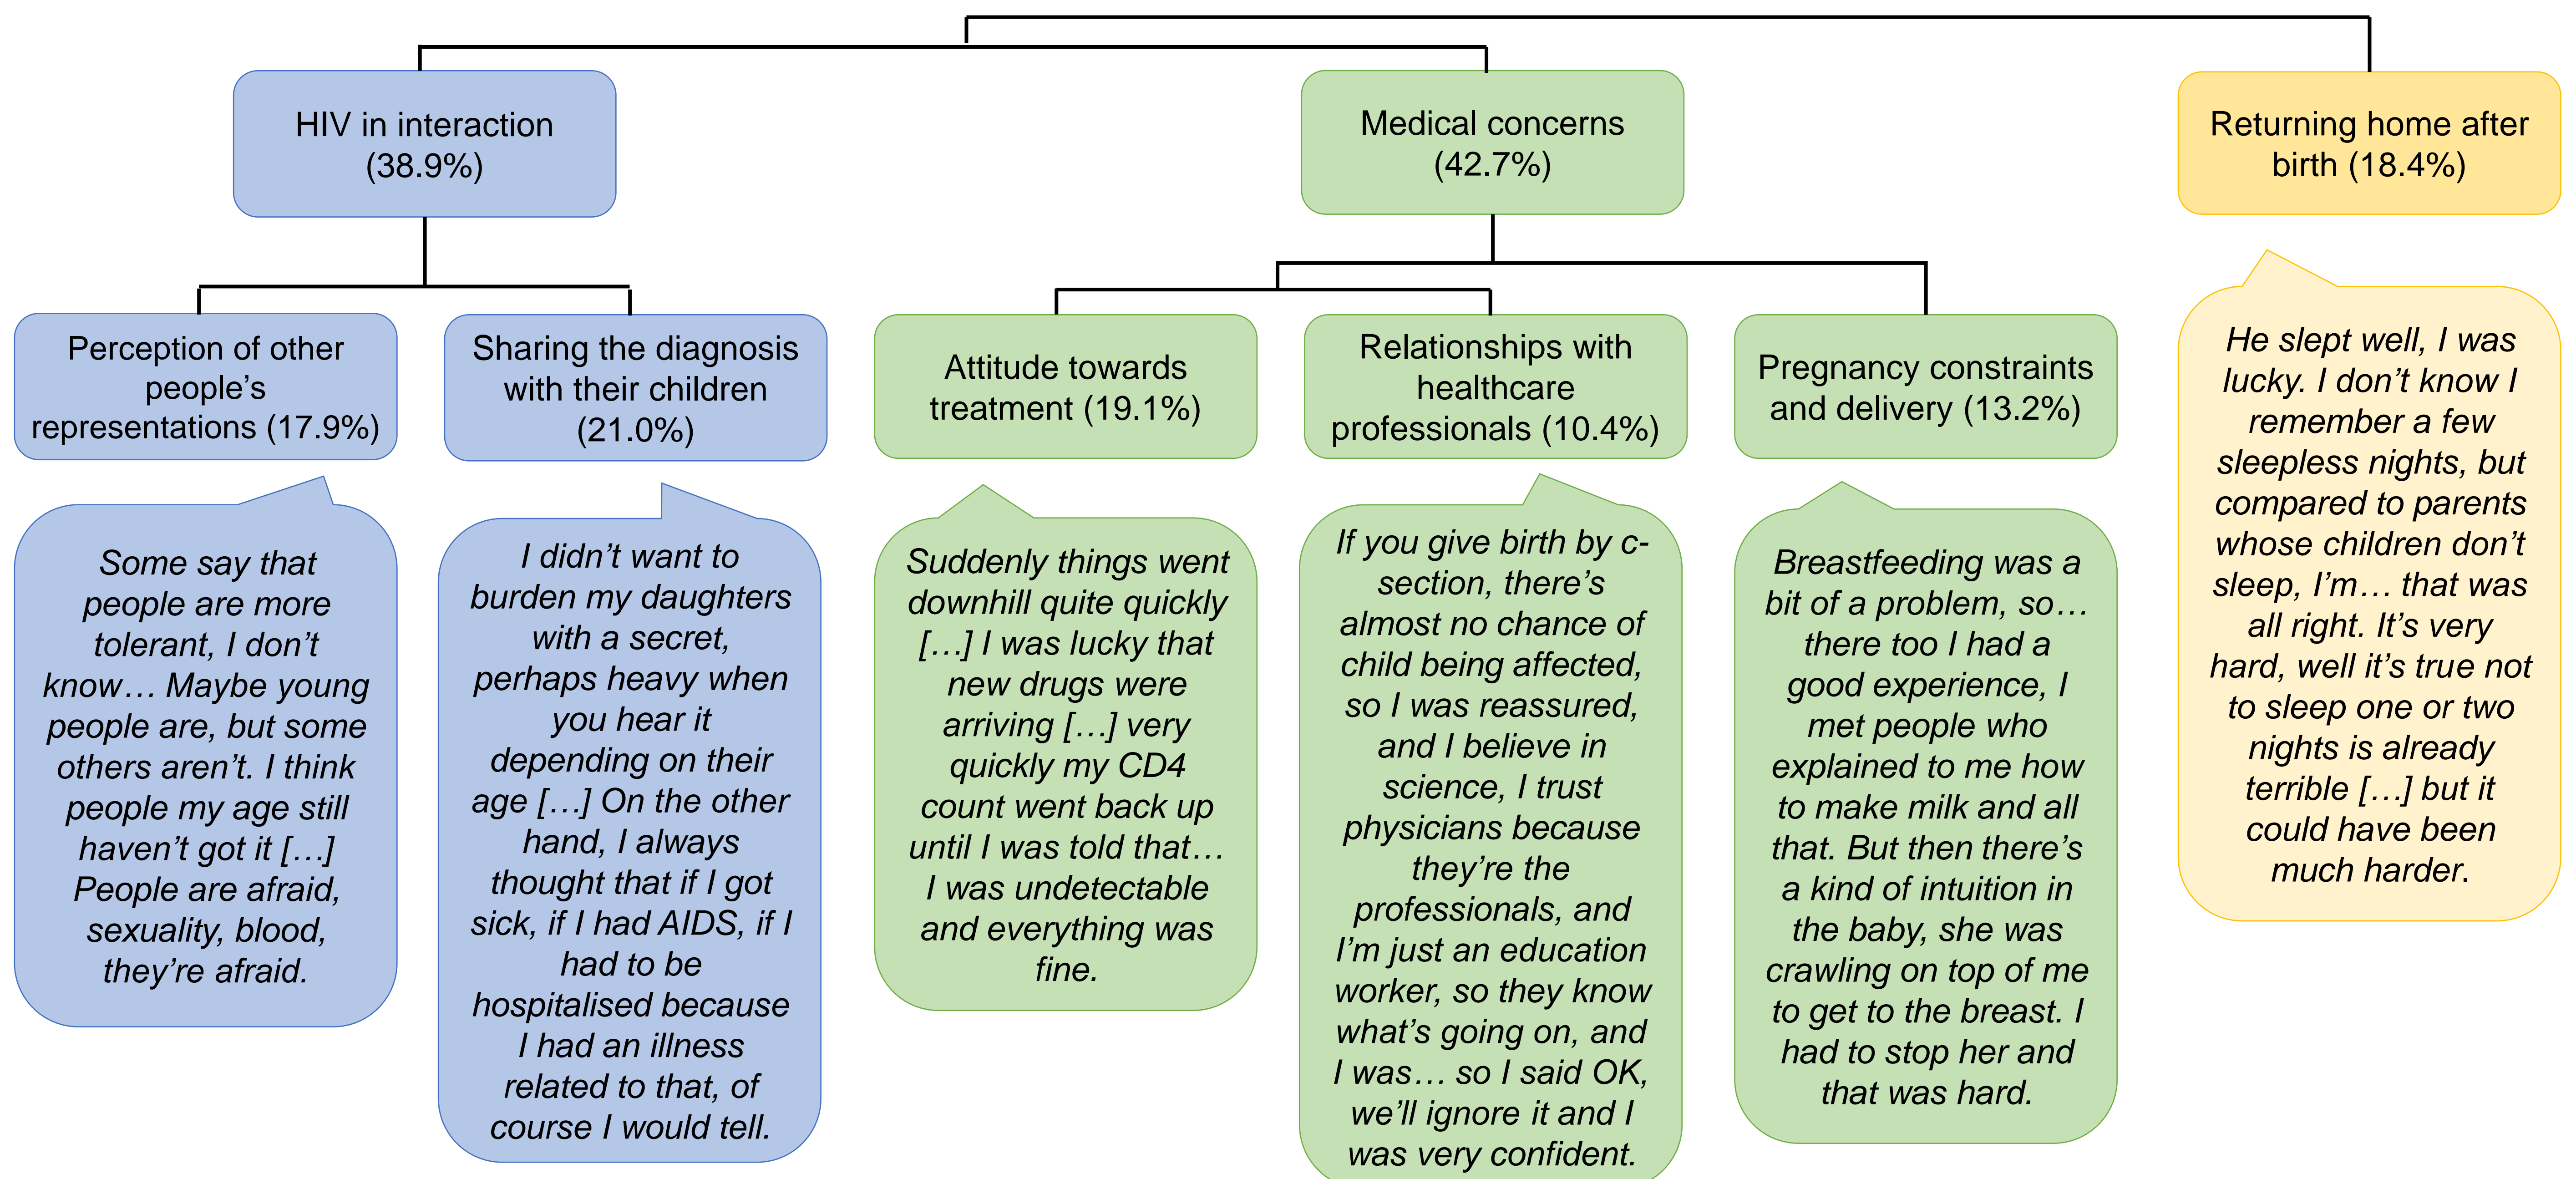 HIV in interaction
(38.9%)
Medical concerns
(42.7%)
Returning home after
birth (18.4%)
Perception of other
people’s
representations (17.9%)
Sharing the diagnosis
with their children
(21.0%)
Attitude towards
treatment (19.1%)
Relationships with
healthcare
professionals (10.4%)
Pregnancy constraints
and delivery (13.2%)
Some say that
people are more
tolerant, I don’t
know… Maybe young
people are, but some
others aren’t. I think
people my age still
haven’t got it […]
People are afraid,
sexuality, blood,
they’re afraid.
I didn’t want to
burden my daughters
with a secret,
perhaps heavy when
you hear it
depending on their
age […] On the other
hand, I always
thought that if I got
sick, if I had AIDS, if I
had to be
hospitalised because
I had an illness
related to that, of
course I would tell.
Suddenly things went
downhill quite quickly
[…] I was lucky that
new drugs were
arriving […] very
quickly my CD4
count went back up
until I was told that…
I was undetectable
and everything was
fine.
If you give birth by c-
section, there’s
almost no chance of
child being affected,
so I was reassured,
and I believe in
science, I trust
physicians because
they’re the
professionals, and
I’m just an education
worker, so they know
what’s going on, and
I was… so I said OK,
we’ll ignore it and I
was very confident.
Breastfeeding was a
bit of a problem, so…
there too I had a
good experience, I
met people who
explained to me how
to make milk and all
that. But then there’s
a kind of intuition in
the baby, she was
crawling on top of me
to get to the breast. I
had to stop her and
that was hard.
He slept well, I was
lucky. I don’t know I
remember a few
sleepless nights, but
compared to parents
whose children don’t
sleep, I’m… that was
all right. It’s very
hard, well it’s true not
to sleep one or two
nights is already
terrible […] but it
could have been
much harder.